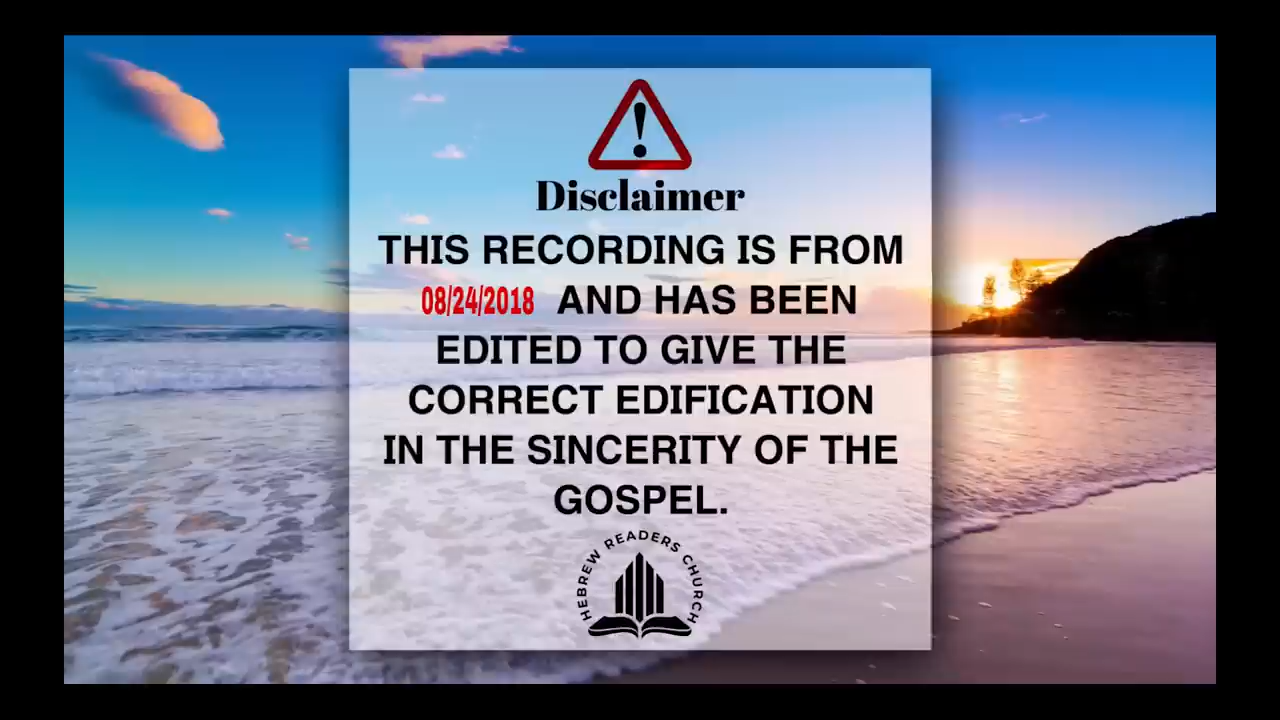 Disclaimer
THIS RECORDING IS FROM
08/24/2018 AND HAS BEEN
EDITED TO GIVE THE
CORRECT EDIFICATION
IN THE SINCERITY OF THE
GOSPEL.
HEBREW READERS CHURCH